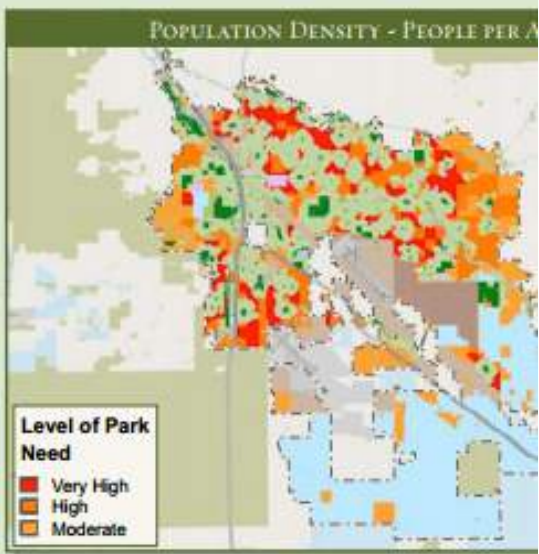 POPULATION DENSITY - PEOPLE PER A
Level of Park
Need
Very High
High
Moderate